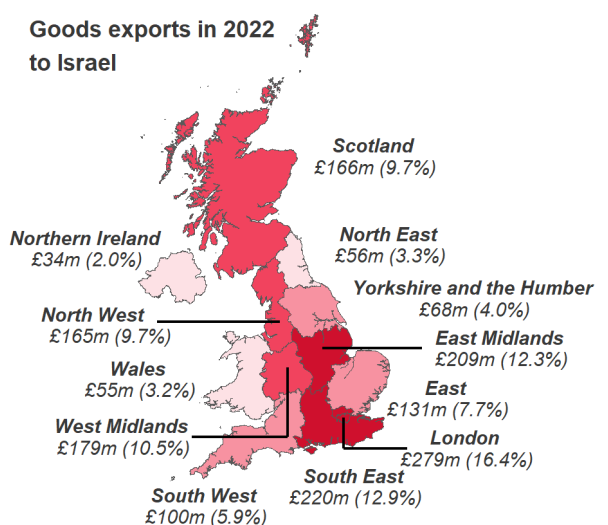 Goods exports in 2022
to Israel
Scotland
£166m (9.7%)
Northern Ireland
£34m (2.0%)
North East
£56m (3.3%)
Yorkshire and the Humber
£68m (4.0%)
North West
£165m (9.7%)
East Midlands
£209m (12.3%)
Wales
£55m (3.2%)
East
£131m (7.7%)
West Midlands
£179m (10.5%)
London
£279m (16.4%)
South East
£220m (12.9%)
South West
£100m (5.9%)